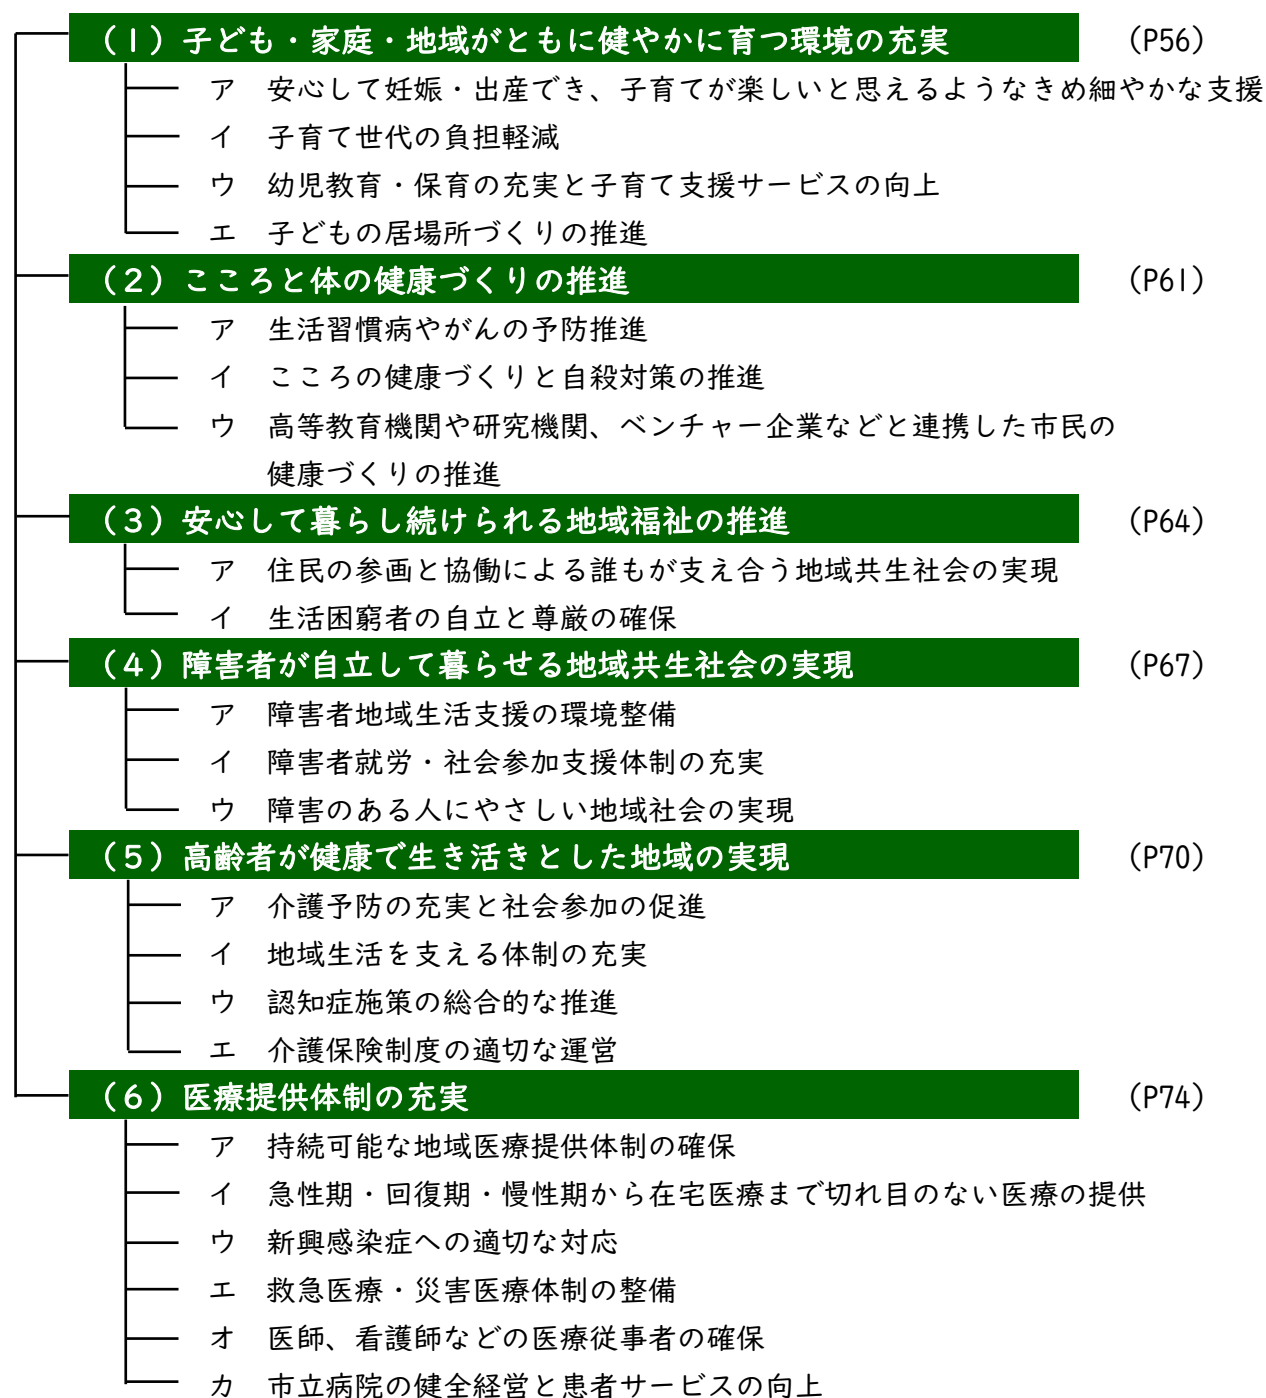 （１）子ども・家庭・地域がともに健やかに育つ環境の充実 （P56）
ア 安心して妊娠・出産でき、子育てが楽しいと思えるようなきめ細やかな支援
イ 子育て世代の負担軽減
ウ 幼児教育・保育の充実と子育て支援サービスの向上
エ 子どもの居場所づくりの推進
（２）こころと体の健康づくりの推進 （P61）
ア 生活習慣病やがんの予防推進
イ こころの健康づくりと自殺対策の推進
ウ 高等教育機関や研究機関、ベンチャー企業などと連携した市民の
健康づくりの推進
（３）安心して暮らし続けられる地域福祉の推進 （P64）
ア 住民の参画と協働による誰もが支え合う地域共生社会の実現
イ 生活困窮者の自立と尊厳の確保
（４）障害者が自立して暮らせる地域共生社会の実現 （P67）
ア 障害者地域生活支援の環境整備
イ 障害者就労・社会参加支援体制の充実
ウ 障害のある人にやさしい地域社会の実現
（５）高齢者が健康で生き活きとした地域の実現 （P70）
ア 介護予防の充実と社会参加の促進
イ 地域生活を支える体制の充実
ウ 認知症施策の総合的な推進
エ 介護保険制度の適切な運営
（６）医療提供体制の充実 （P74）
ア 持続可能な地域医療提供体制の確保
イ 急性期・回復期・慢性期から在宅医療まで切れ目のない医療の提供
ウ 新興感染症への適切な対応
エ 救急医療・災害医療体制の整備
オ 医師、看護師などの医療従事者の確保
カ 市立病院の健全経営と患者サービスの向上